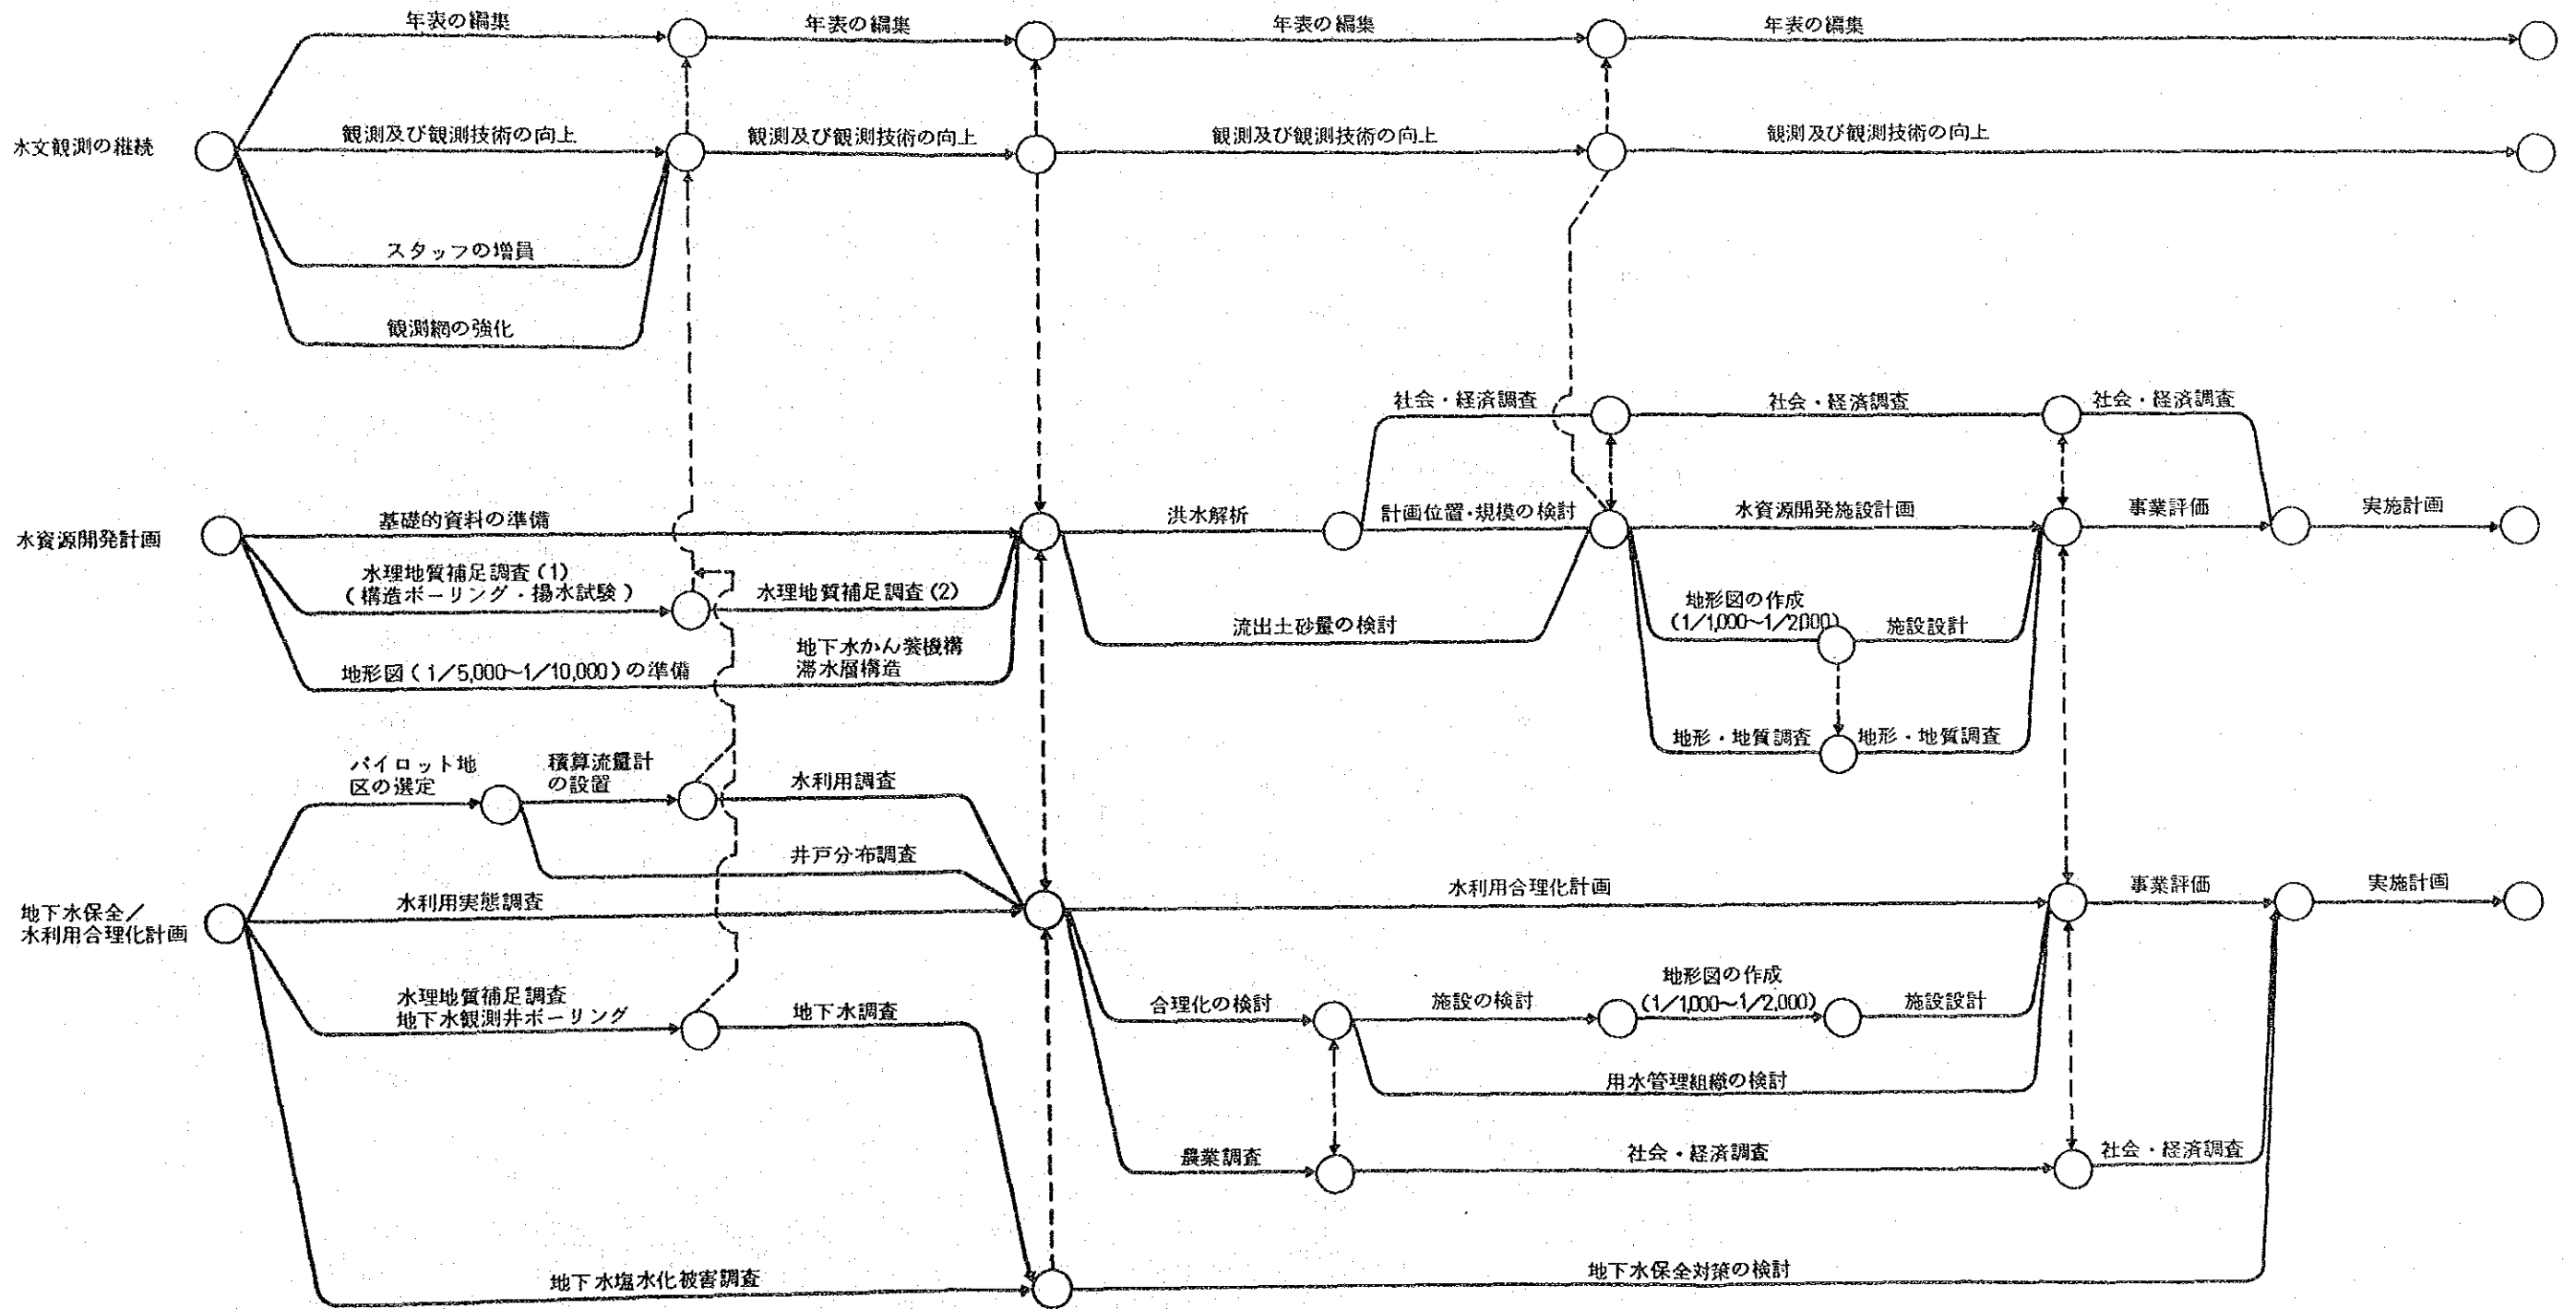 年表の編集
年表の編集
年表の編集
年表の編集
水文観測の継続
観測及び観測技術の向上
観測及び観測技術の向上
観測及び観測技術の向上
観測及び観測技術の向上
スタッフの増員
観測網の強化
社会・経済調査
社会・経済調査
社会・経済調査
水資源開発計画
基礎的資料の準備
洪水解析
計画位置・規模の検討
水資源開発施設計画
事業評価
実施計画
水理地質補足調査(1)
(構造ボーリング・揚水試験)
水理地質補足調査(2)
流出土砂量の検討
地形図の作成
(1/1,000~1/2,000)
施設設計
地形図(1/5,000~1/10,000)の準備
地下水かん養機構
滞水層構造
地形・地質調査
地形・地質調査
パイロット地
区の選定
積算流量計
の設置
水利用調査
井戸分布調査
地下水保全/
水利用合理化計画
水利用実態調査
水利用合理化計画
事業評価
実施計画
水理地質補足調査
地下水観測井ボーリング
地下水調査
合理化の検討
施設の検討
地形図の作成
(1/1,000~1/2,000)
施設設計
用水管理組織の検討
農業調査
社会・経済調査
社会・経済調査
地下水塩水化被害調査
地下水保全対策の検討